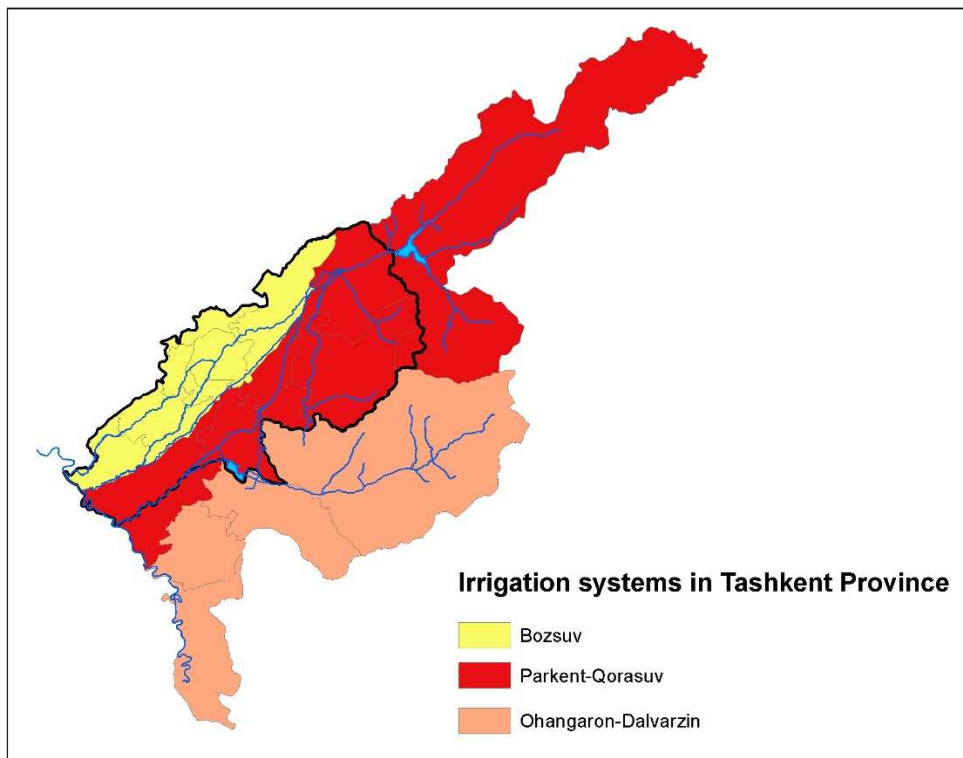 Irrigation systems in Tashkent Province
Bozsuv
Parkent-Qorasuv
Ohangaron-Dalvarzin